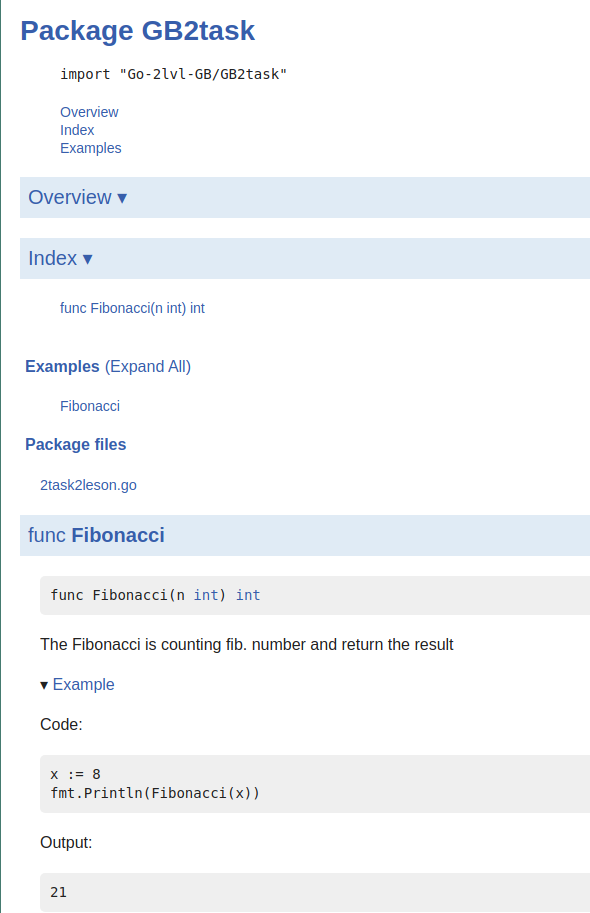 Package GB2task
import "Go-2lvl-GB/GB2task"
Overview
Index
Examples
Overview ▾
Index ▾
func Fibonacci(n int) int
Examples (Expand All)
Fibonacci
Package files
2task2leson.go
func Fibonacci
func Fibonacci(n int) int
The Fibonacci is counting fib. number and return the result
▾ Example
Code:
x := 8
fmt.Println(Fibonacci(x))
Output:
21